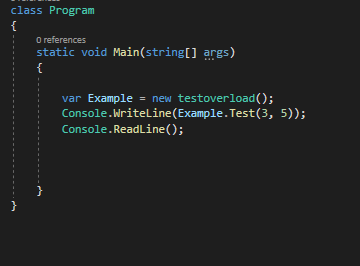 class Program
{
0 references
static void Main(string[] args)
{
var Example = new testoverload();
Console.WriteLine(Example.Test(3, 5));
Console.ReadLine();
}
}